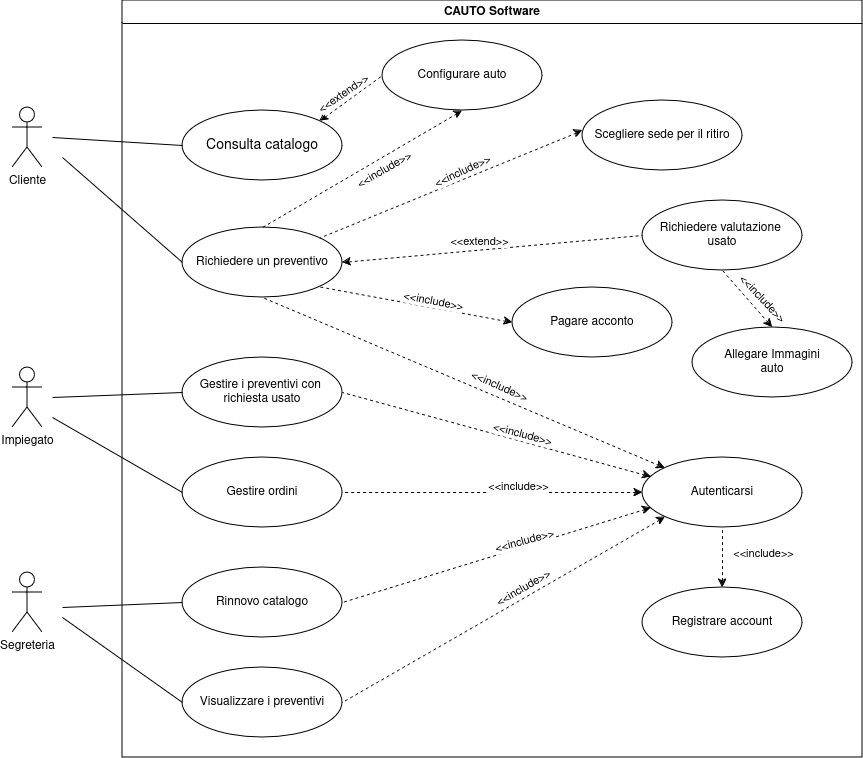 CAUTO Software
Configurare auto
<<extend>>
Scegliere sede per il ritiro
Consulta catalogo
<<include>>
<<include>>
Cliente
Richiedere valutazione
usato
<<extend>>
Richiedere un preventivo
<<include>>
<<include>>
Pagare acconto
Allegare Immagini
auto
<<include>>
Gestire i preventivi con
richiesta usato
Impiegato
<<include>>
<<include>>
Gestire ordini
Autenticarsi
<<include>>
<<include>>
<<include>>
Rinnovo catalogo
Registrare account
Segreteria
Visualizzare i preventivi